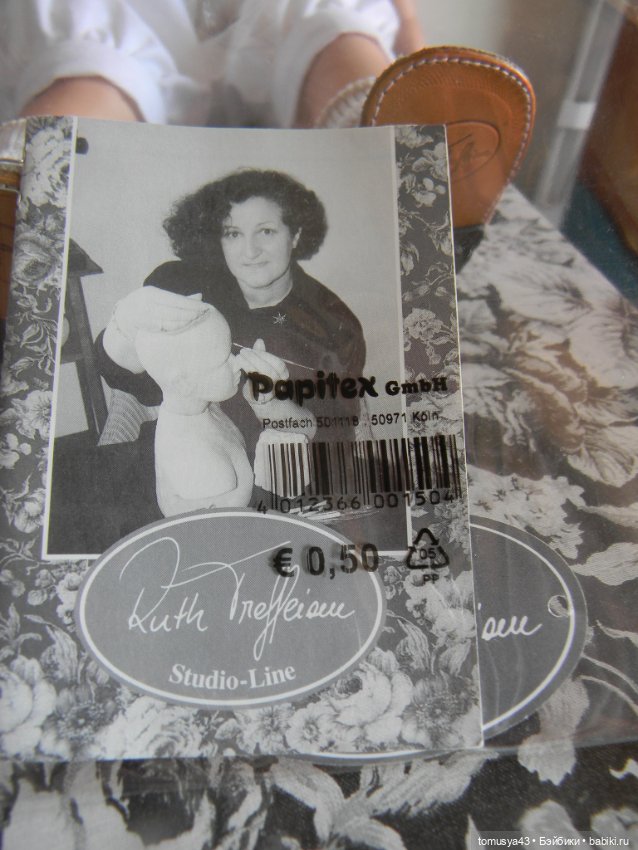 Papitex GmbH
Postfach 501118 50971 Köln
4 012366 001504
€ 0,50
05
PP
Ruth Treffeisen
Studio-Line
eisen
tomusya43 • Бэйбики • babiki.ru